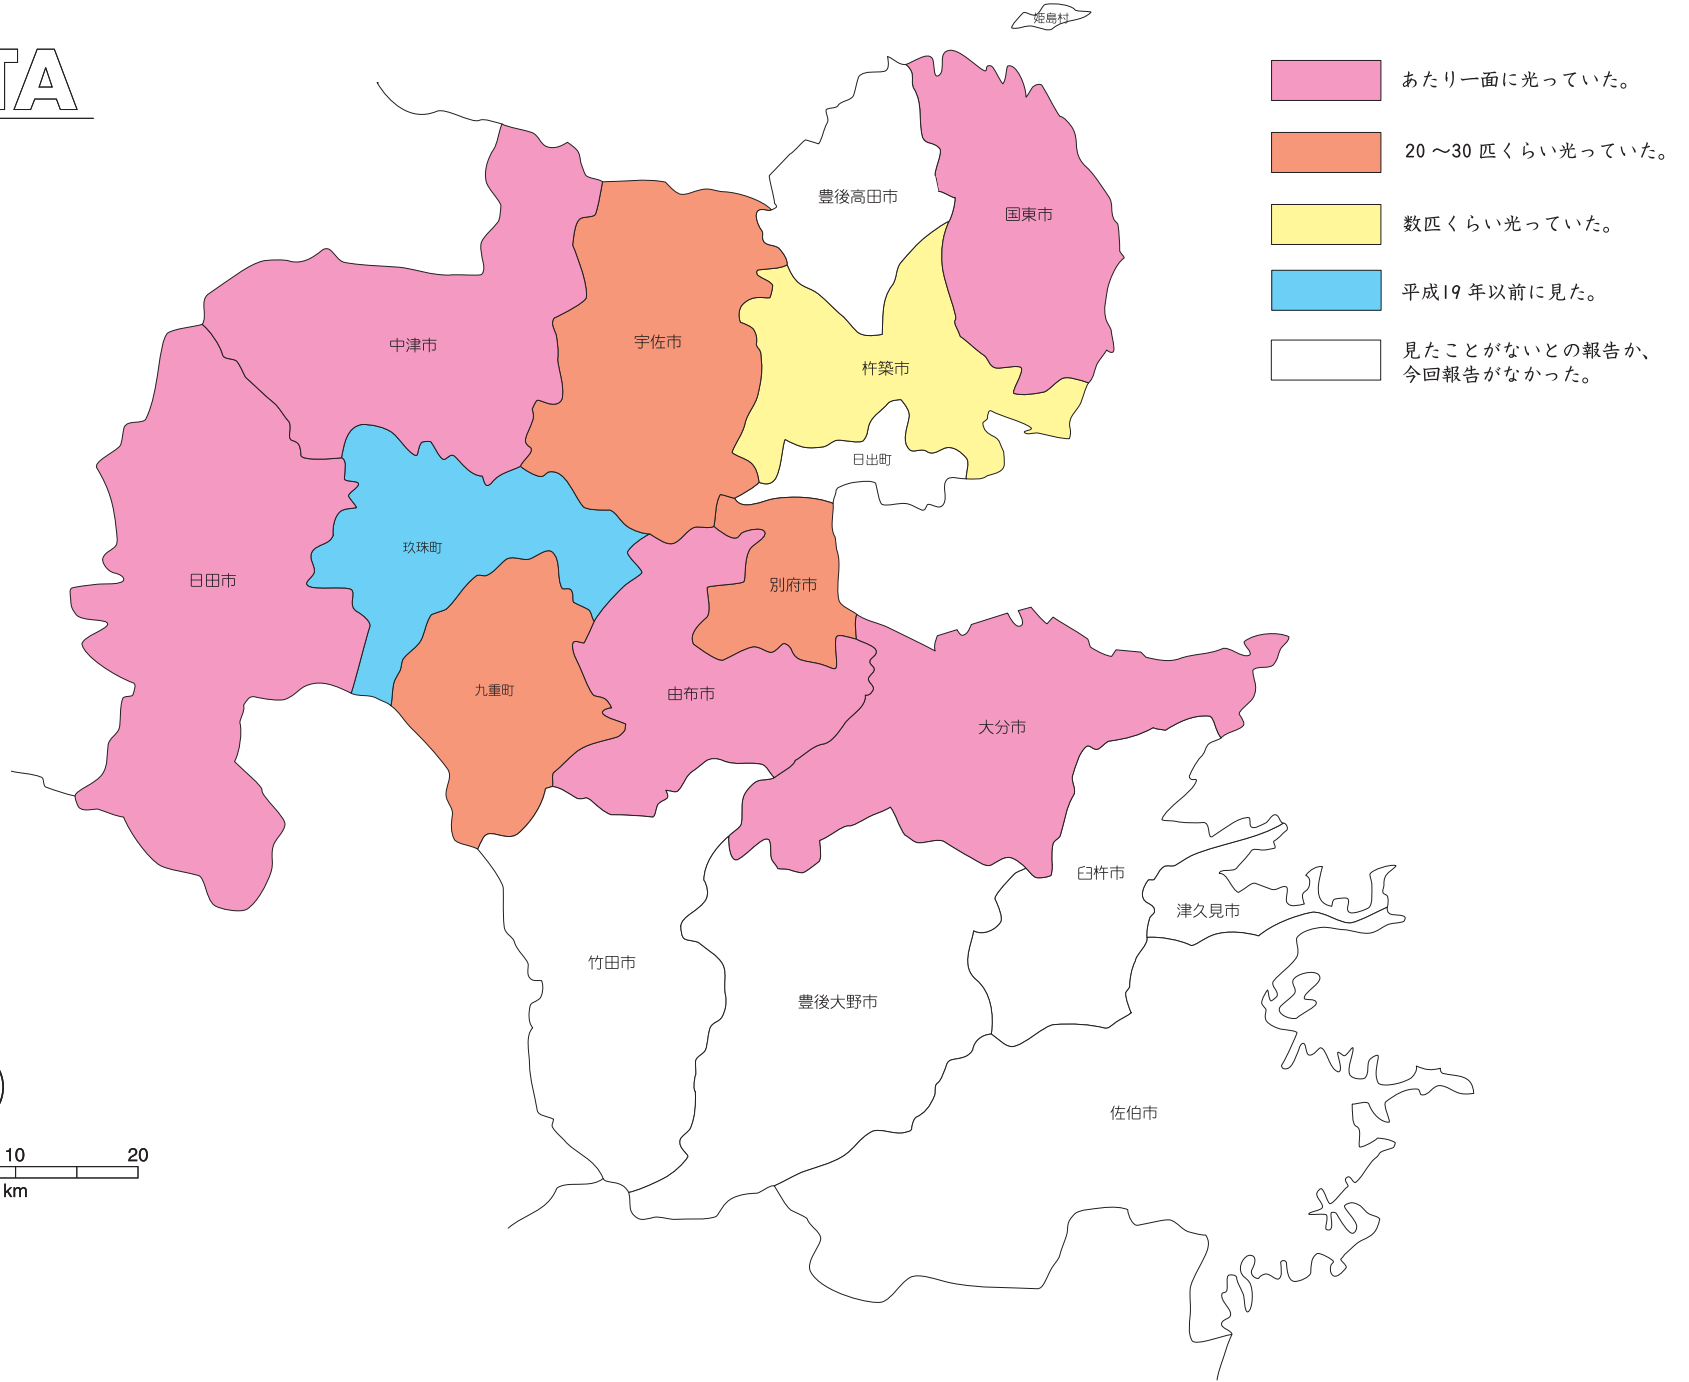 TA
姫島村
あたり一面に光っていた。
20～30 匹くらい光っていた。
数匹くらい光っていた。
平成19 年以前に見た。
見たことがないとの報告か、
今回報告がなかった。
豊後高田市
国東市
中津市
宇佐市
杵築市
日出町
玖珠町
日田市
別府市
九重町
由布市
大分市
臼杵市
津久見市
竹田市
豊後大野市
佐伯市
10 20
km